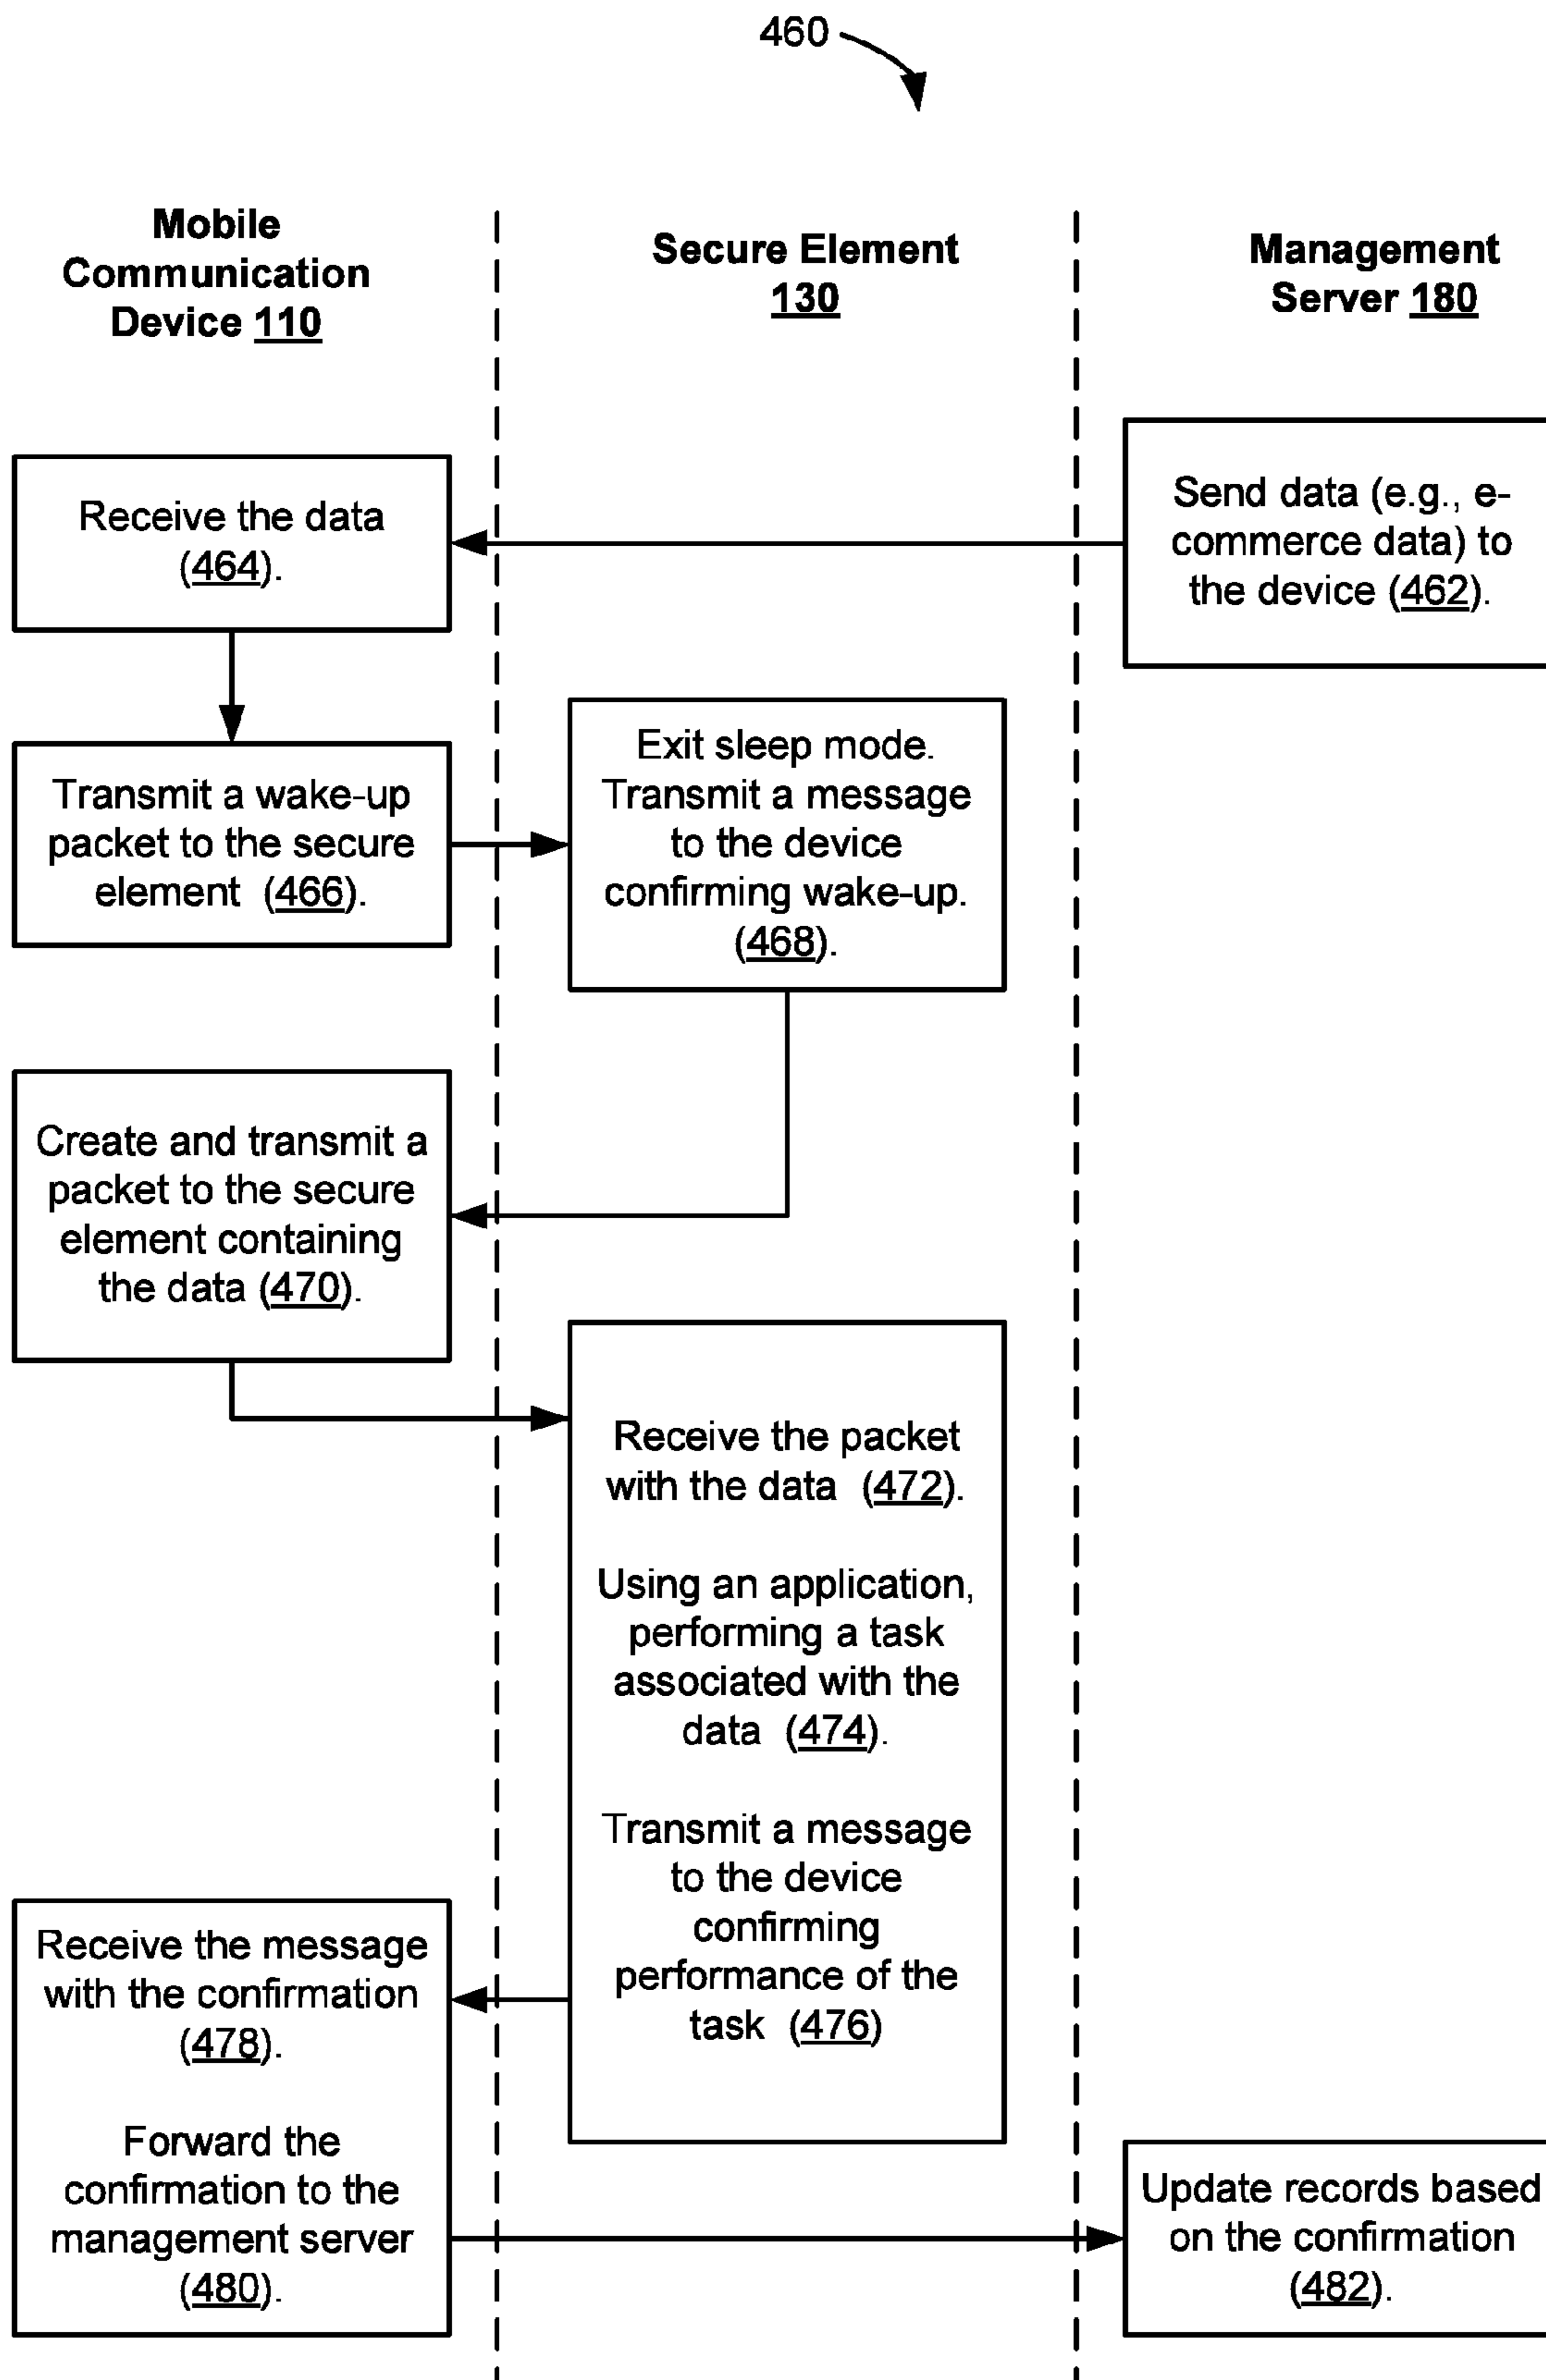 460
Mobile
Communication
Device 110
Secure Element
130
Management
Server 180
Send data (e.g., e-
commerce data) to
the device (462).
Receive the data
(464).
Transmit a wake-up
packet to the secure
element (466).
Exit sleep mode.
Transmit a message
to the device
confirming wake-up.
(468).
Create and transmit a
packet to the secure
element containing
the data (470).
Receive the packet
with the data (472).
Using an application,
performing a task
associated with the
data (474).
Transmit a message
to the device
confirming
performance of the
task (476)
Receive the message
with the confirmation
(478).
Forward the
confirmation to the
management server
(480).
Update records based
on the confirmation
(482).